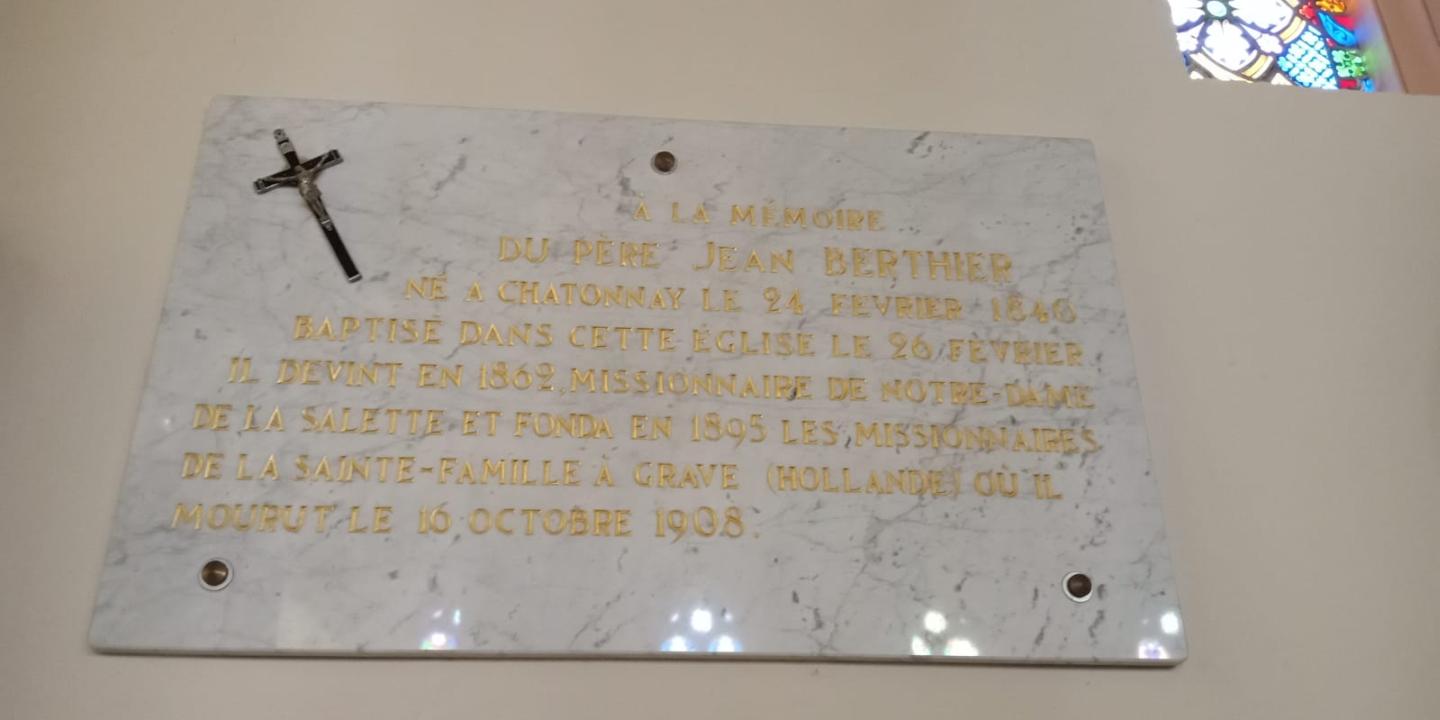 À LA MÉMOIRE
DU PÈRE JEAN BERTHIER
NÉ A CHATONNAY LE 24 FEVRIER 1840
BAPTISÉ DANS CETTE ÉGLISE LE 26 FÉVRIER
IL DEVINT EN 1862, MISSIONNAIRE DE NOTRE-DAME
DE LA SALETTE ET FONDA EN 1895 LES MISSIONNAIRES
DE LA SAINTE-FAMILLE À GRAVE (HOLLANDE) OÙ IL
MOURUT LE 16 OCTOBRE 1908.